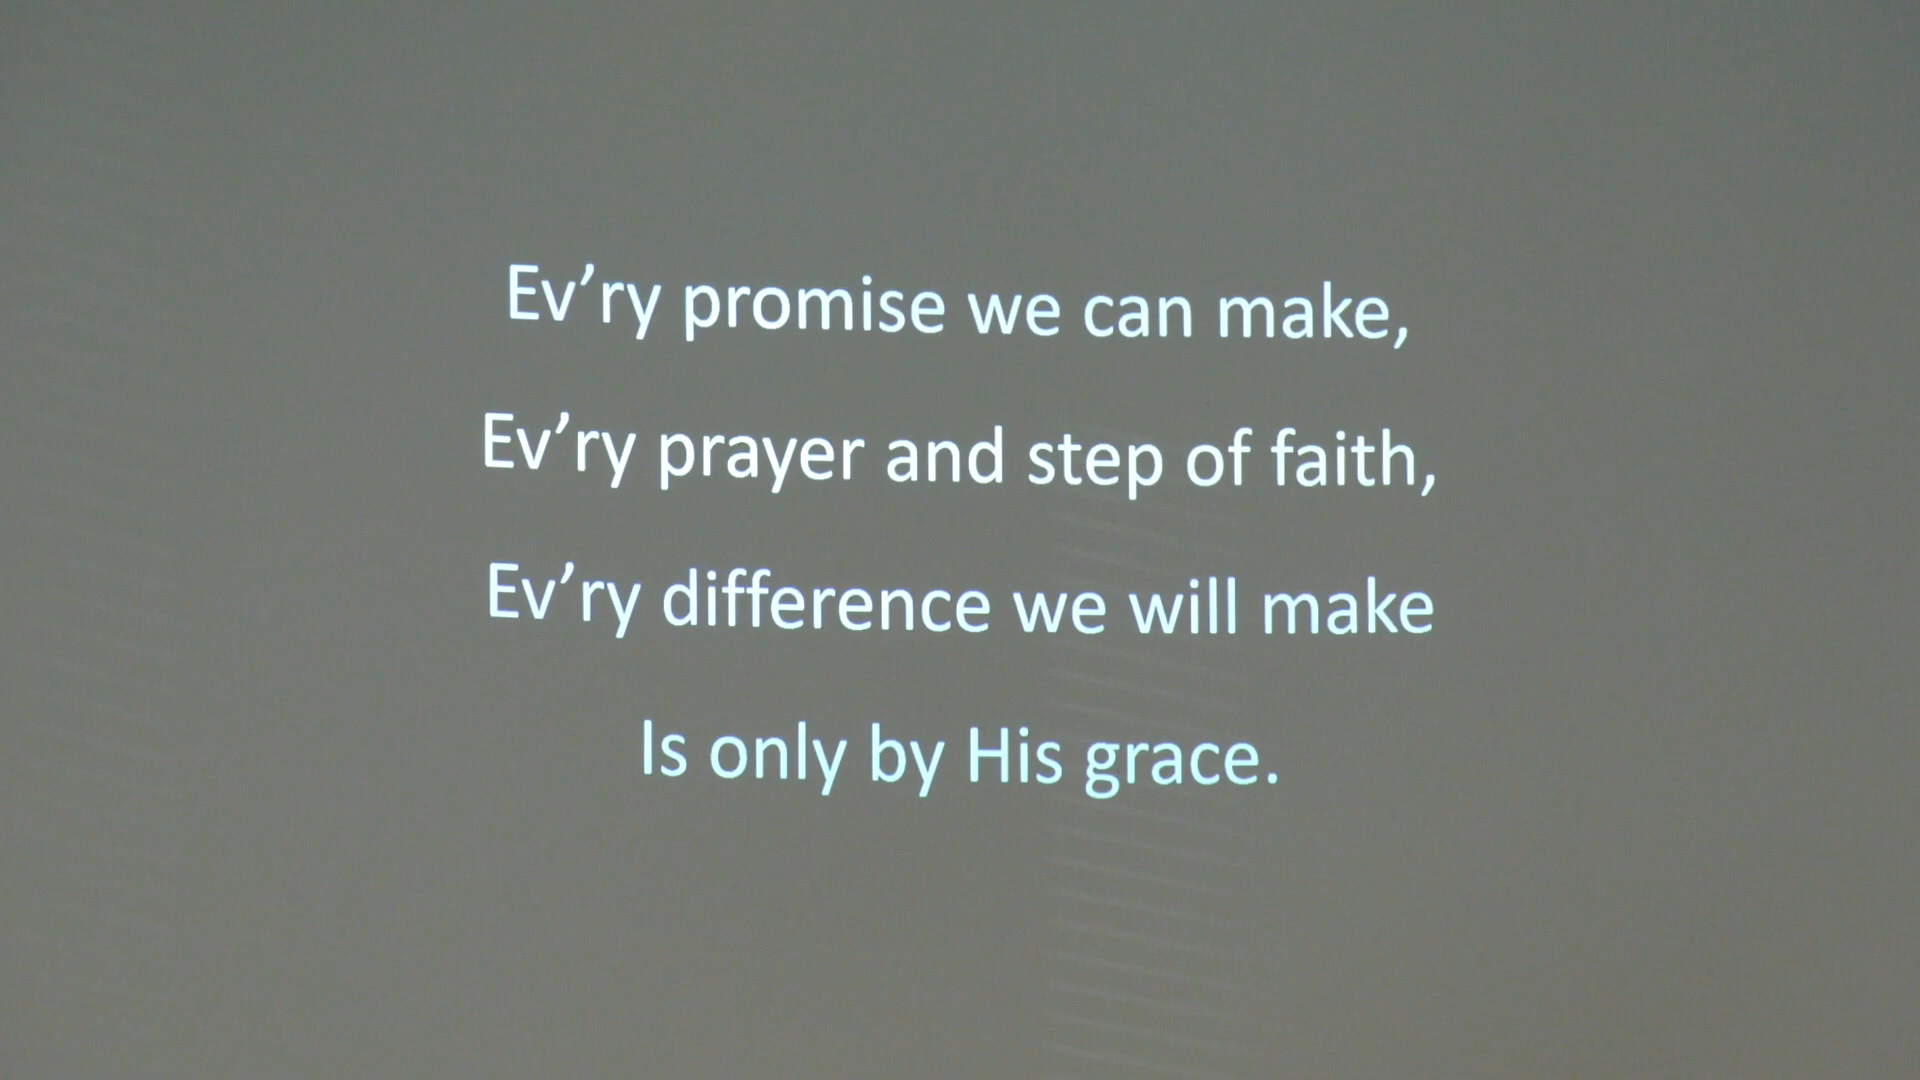 Ev’ry promise we can make,
Ev’ry prayer and step of faith,
Ev’ry difference we will make
Is only by His grace.